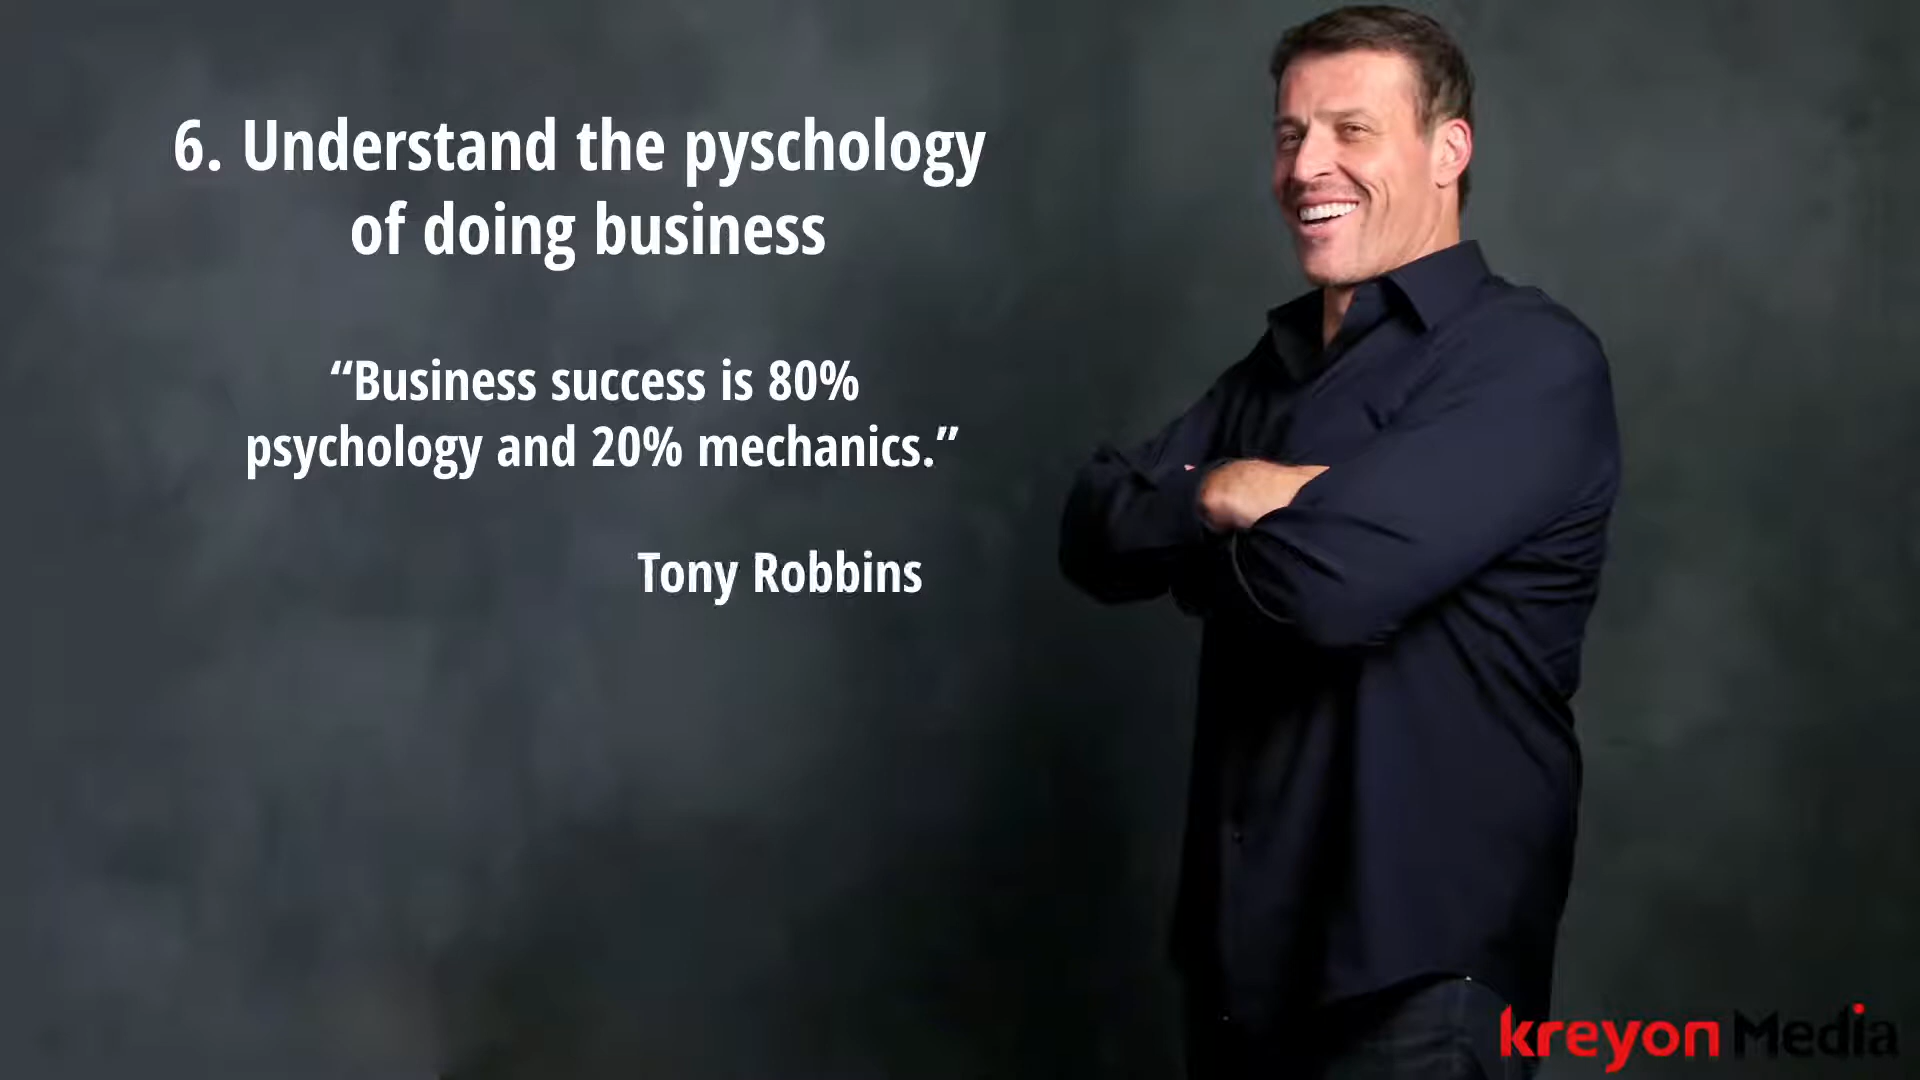 6. Understand the pyschology
of doing business
“Business success is 80%
psychology and 20% mechanics.”
Tony Robbins
kreyon Media